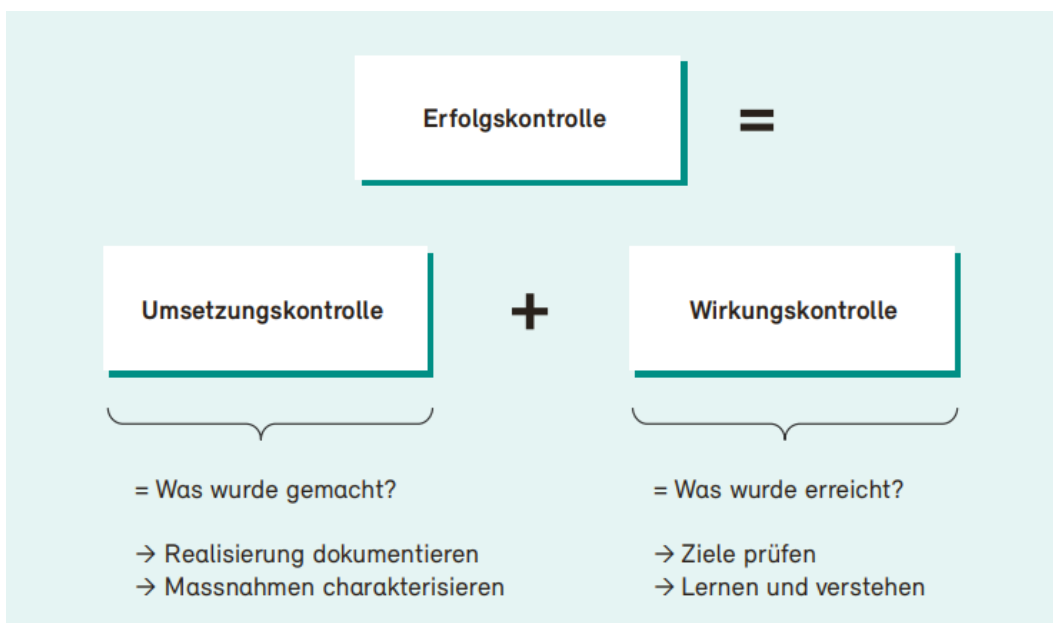 Erfolgskontrolle =
Umsetzungskontrolle + Wirkungskontrolle
= Was wurde gemacht?
→ Realisierung dokumentieren
→ Massnahmen charakterisieren
= Was wurde erreicht?
→ Ziele prüfen
→ Lernen und verstehen